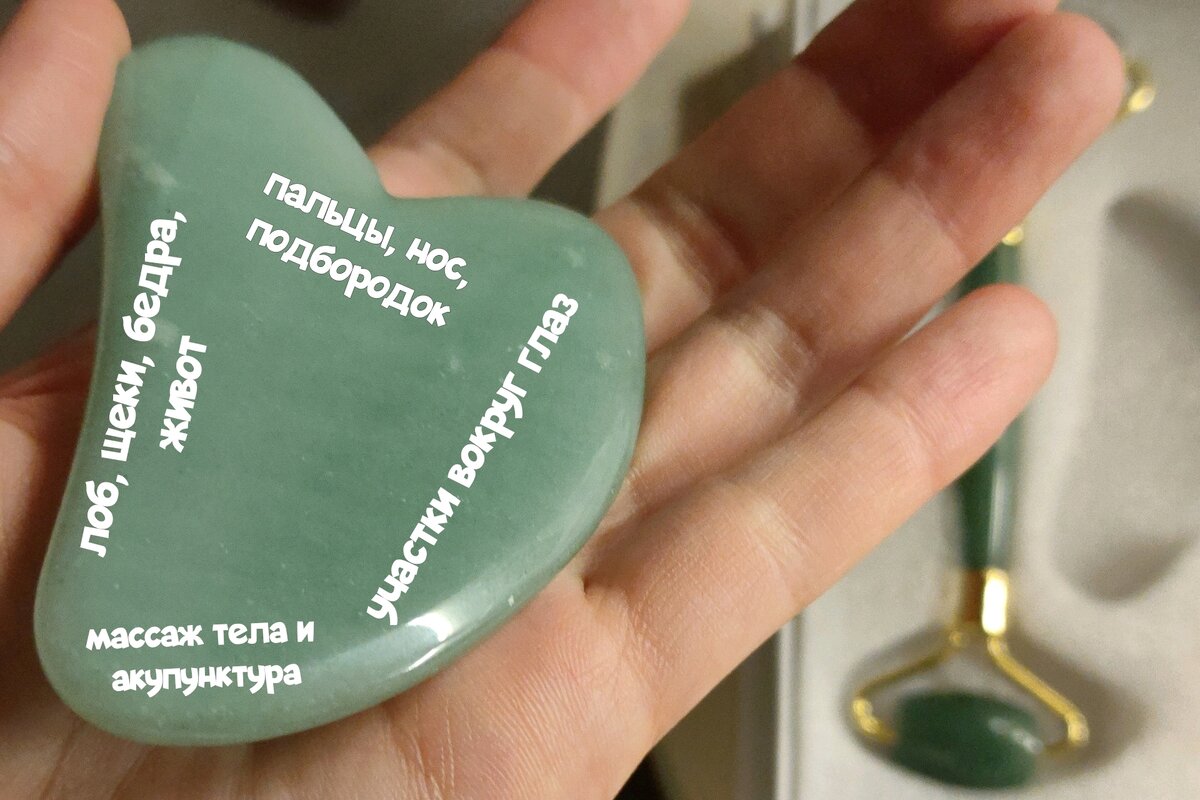 пальцы, нос,
подбородок
лоб, щеки, бедра,
живот
участки вокруг глаз
массаж тела и
акупунктура